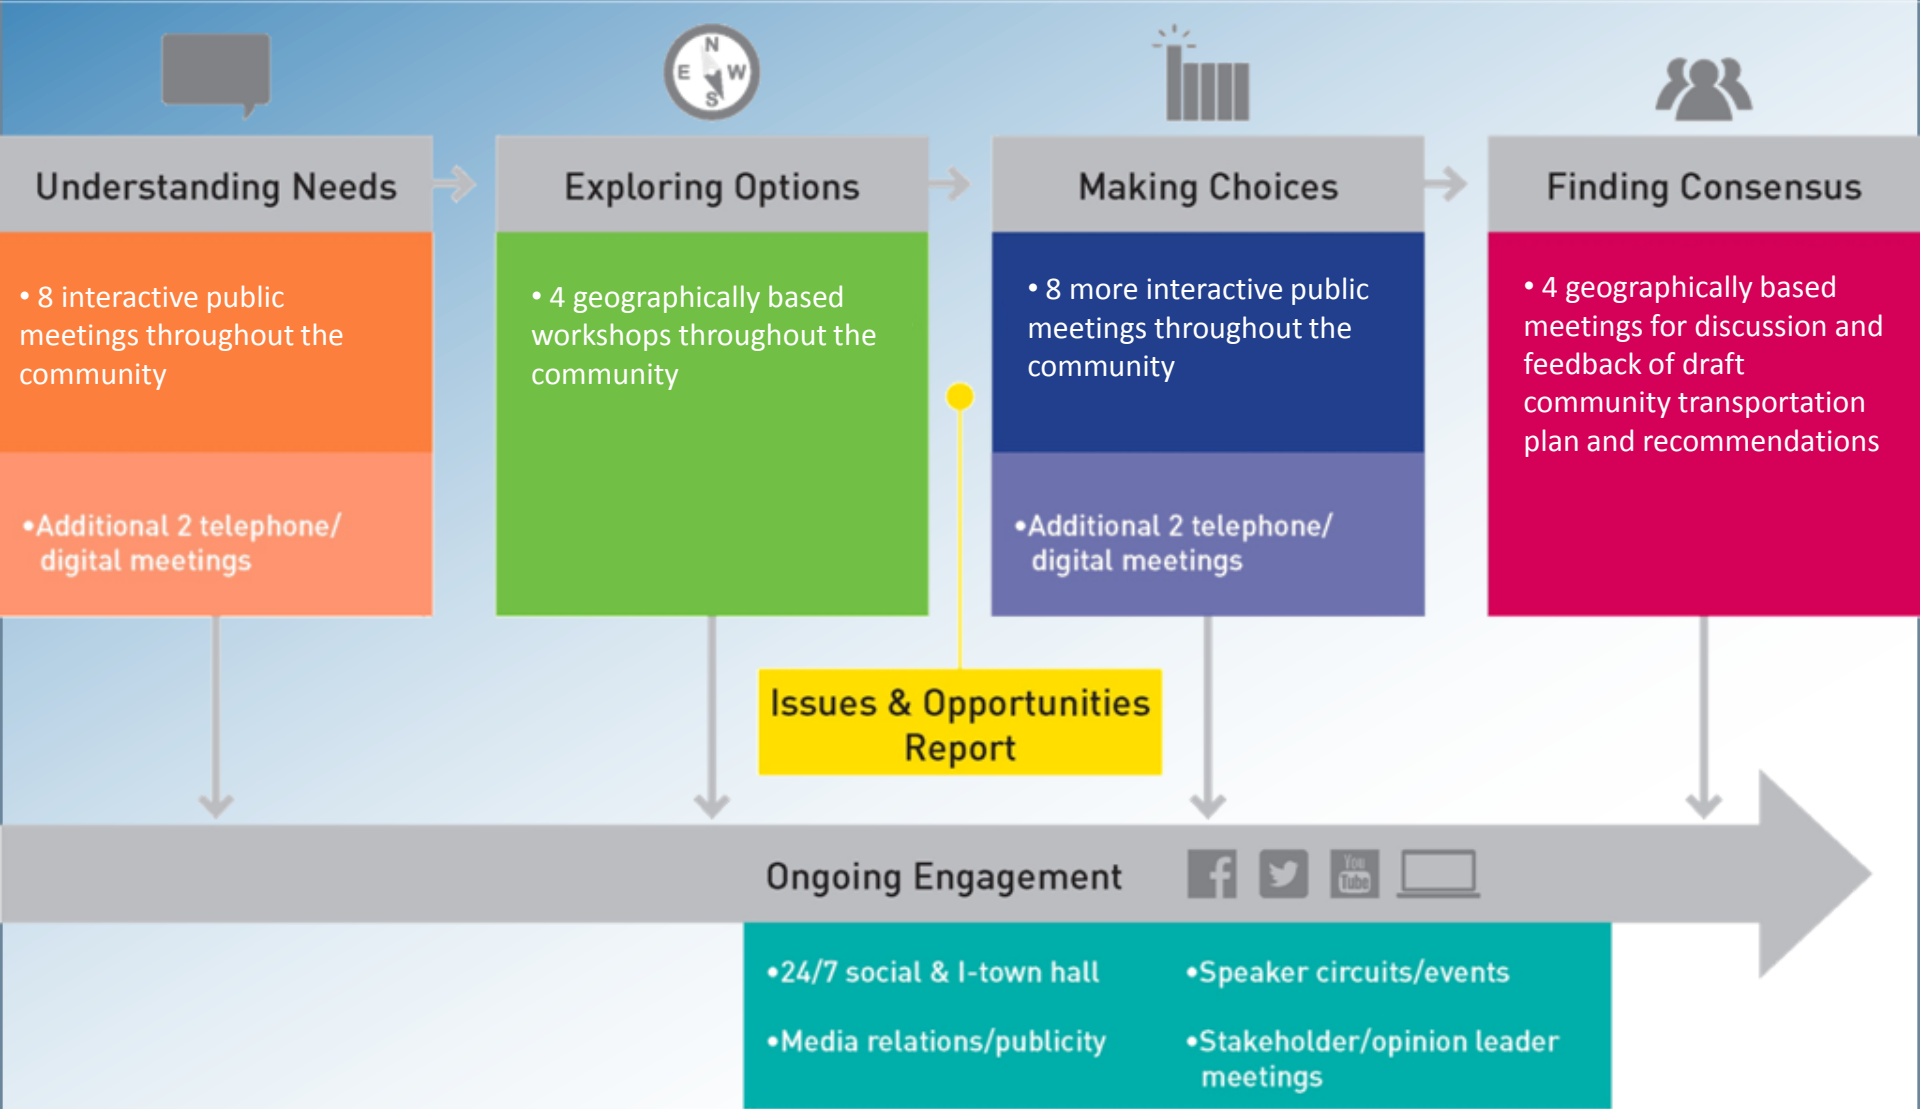 N
E W
S
Understanding Needs
• 8 interactive public
meetings throughout the
community
•Additional 2 telephone/
digital meetings
Exploring Options
• 4 geographically based
workshops throughout the
community
Making Choices
• 8 more interactive public
meetings throughout the
community
•Additional 2 telephone/
digital meetings
Finding Consensus
• 4 geographically based
meetings for discussion and
feedback of draft
community transportation
plan and recommendations
Issues & Opportunities
Report
Ongoing Engagement
You
Tube
•24/7 social & I-town hall
•Media relations/publicity
•Speaker circuits/events
•Stakeholder/opinion leader
meetings